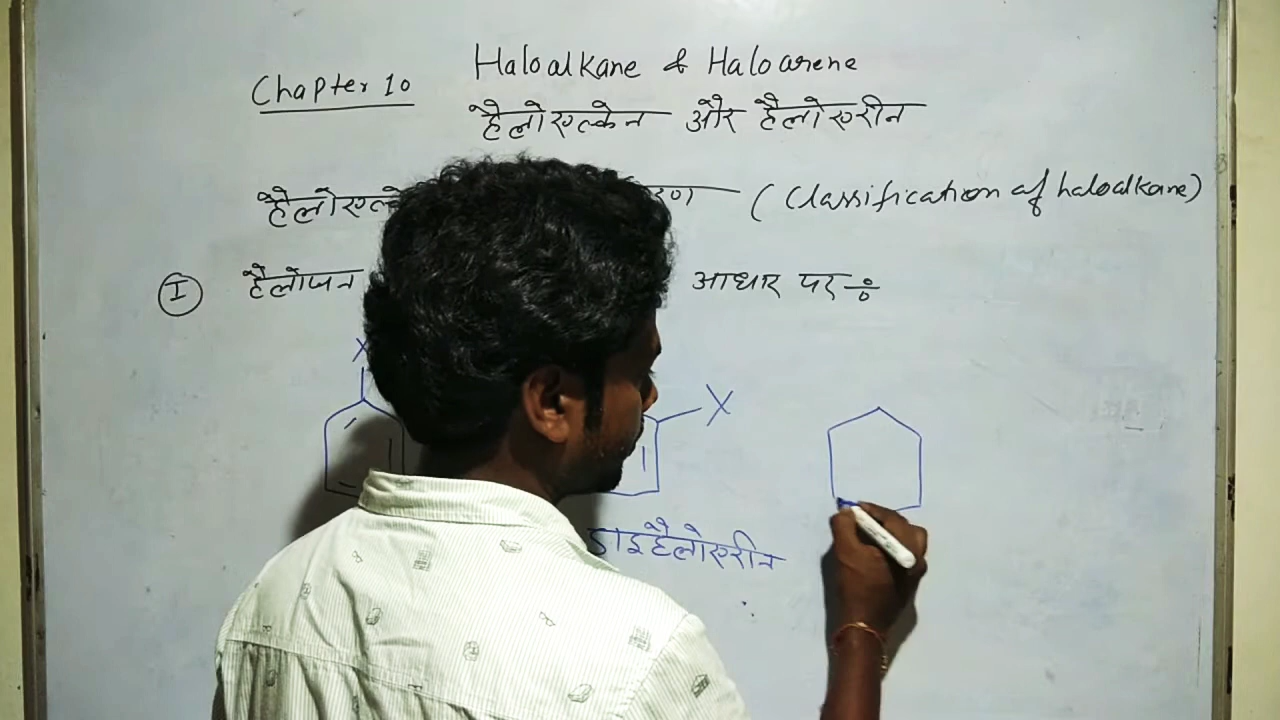 Chapter 10
Haloalkane & Haloarene
हैलोएल्केन और हैलोएरीन
(Classification of haloalkane)
I हैलोजन आधार पर ÷
X
X
डाइहैलोएरीन